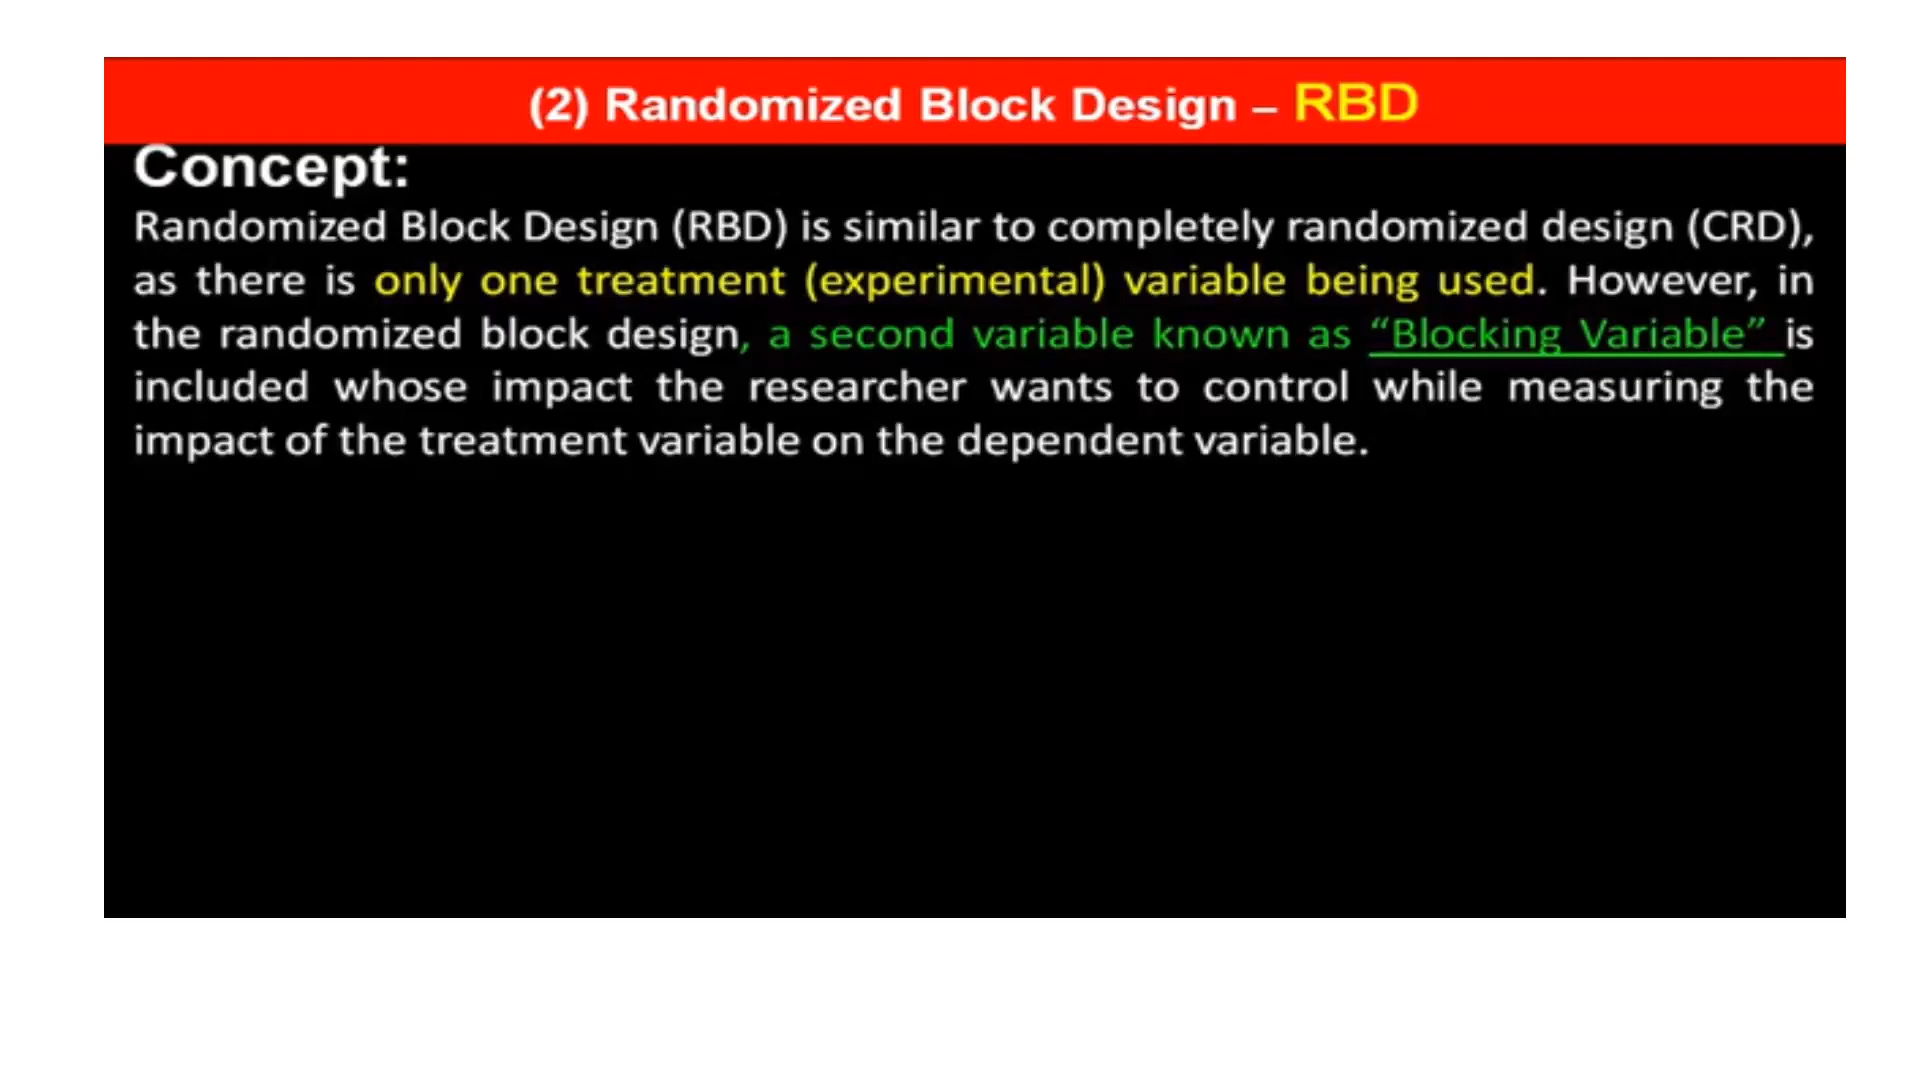 (2) Randomized Block Design – RBD
Concept:
Randomized Block Design (RBD) is similar to completely randomized design (CRD),
as there is only one treatment (experimental) variable being used. However, in
the randomized block design, a second variable known as “Blocking Variable” is
included whose impact the researcher wants to control while measuring the
impact of the treatment variable on the dependent variable.